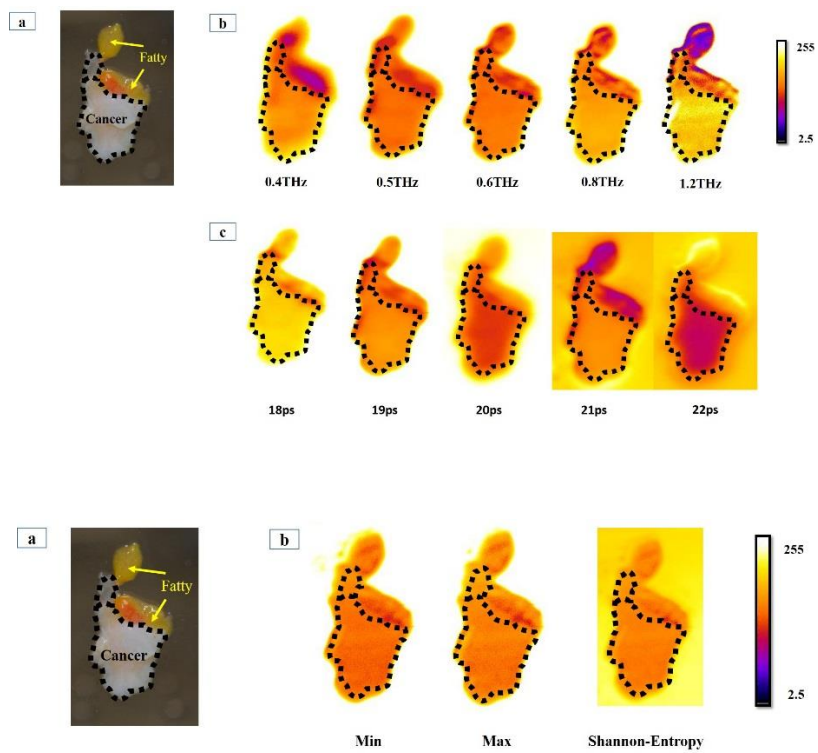 a
b
Fatty
Cancer
255
2.5
0.4THz 0.5THz 0.6THz 0.8THz 1.2THz
c
18ps 19ps 20ps 21ps 22ps
a
b
Fatty
Cancer
255
2.5
Min Max Shannon-Entropy